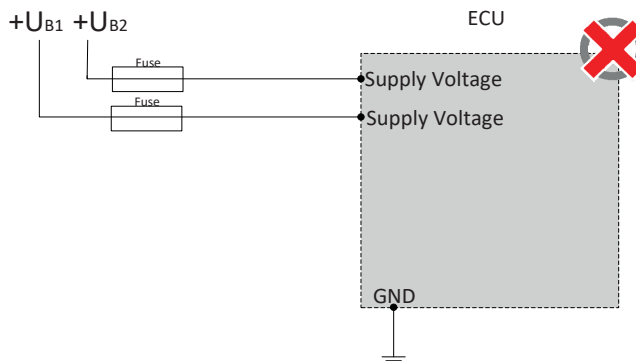 +UB1 +UB2
ECU
Fuse
Supply Voltage
Fuse
Supply Voltage
GND